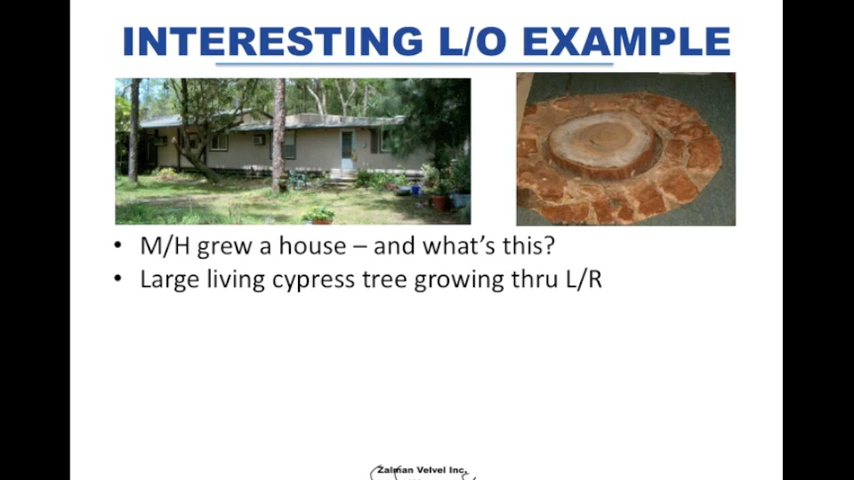 INTERESTING L/O EXAMPLE
• M/H grew a house – and what's this?
• Large living cypress tree growing thru L/R
Zalman Velvel Inc.